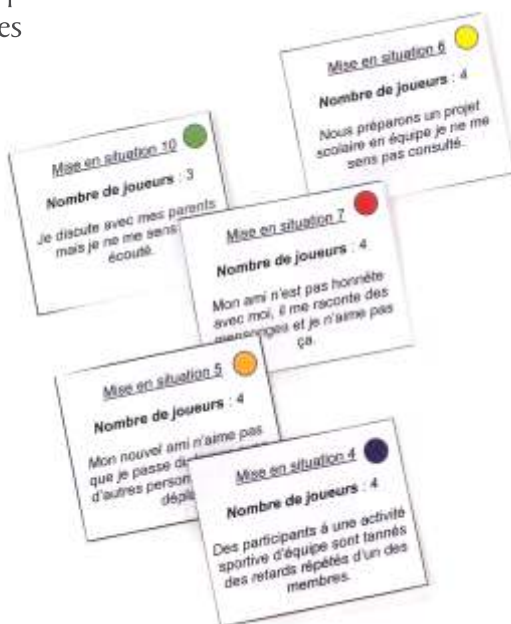 es
Mise en situation 6
Nombre de joueurs : 4
Nous préparons un projet
scolaire en équipe je ne me
sens pas consulté.
Mise en situation 10
Nombre de joueurs : 3
Je discute avec mes parents
mais je ne me sens
écouté.
Mise en situation 7
Nombre de joueurs : 4
Mon ami n'est pas honnête
avec moi, il me raconte des
mensonges et je n'aime pas
ça.
Mise en situation 5
Nombre de joueurs : 4
Mon nouvel ami n'aime pas
que je passe
d'autres
Mise en situation 4
Nombre de joueurs : 4
Des participants à une activité
sportive d'équipe sont tannés
des retards répétés d'un des
membres.